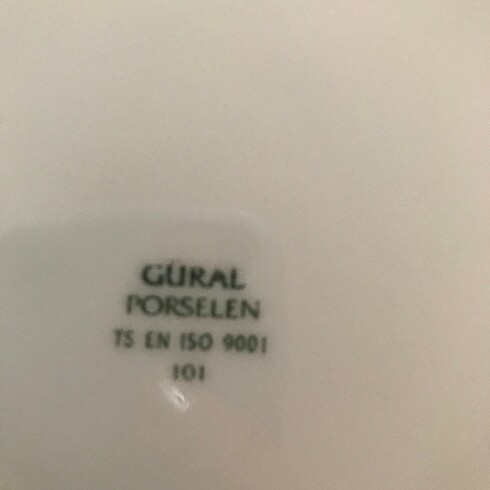 GÜRAL
PORSELEN
TS EN ISO 9001
101